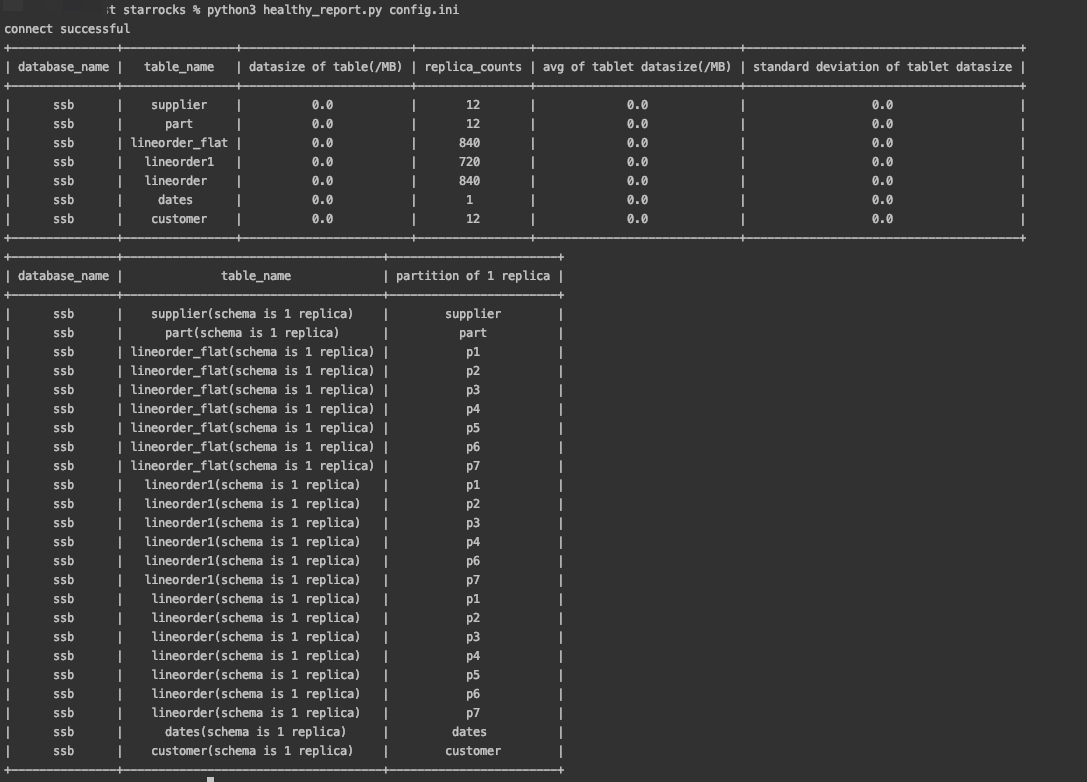 t starrocks % python3 healthy_report.py config.ini
connect successful
| database_name | table_name | datasize of table(/MB) | replica_counts | avg of tablet datasize(/MB) | standard deviation of tablet datasize |
| ssb | supplier | 0.0 | 12 | 0.0 | 0.0 |
| ssb | part | 0.0 | 12 | 0.0 | 0.0 |
| ssb | lineorder_flat | 0.0 | 840 | 0.0 | 0.0 |
| ssb | lineorder1 | 0.0 | 720 | 0.0 | 0.0 |
| ssb | lineorder | 0.0 | 840 | 0.0 | 0.0 |
| ssb | dates | 0.0 | 1 | 0.0 | 0.0 |
| ssb | customer | 0.0 | 12 | 0.0 | 0.0 |
| database_name | table_name | partition of 1 replica |
| ssb | supplier(schema is 1 replica) | supplier |
| ssb | part(schema is 1 replica) | part |
| ssb | lineorder_flat(schema is 1 replica) | p1 |
| ssb | lineorder_flat(schema is 1 replica) | p2 |
| ssb | lineorder_flat(schema is 1 replica) | p3 |
| ssb | lineorder_flat(schema is 1 replica) | p4 |
| ssb | lineorder_flat(schema is 1 replica) | p5 |
| ssb | lineorder_flat(schema is 1 replica) | p6 |
| ssb | lineorder_flat(schema is 1 replica) | p7 |
| ssb | lineorder1(schema is 1 replica) | p1 |
| ssb | lineorder1(schema is 1 replica) | p2 |
| ssb | lineorder1(schema is 1 replica) | p3 |
| ssb | lineorder1(schema is 1 replica) | p4 |
| ssb | lineorder1(schema is 1 replica) | p6 |
| ssb | lineorder1(schema is 1 replica) | p7 |
| ssb | lineorder(schema is 1 replica) | p1 |
| ssb | lineorder(schema is 1 replica) | p2 |
| ssb | lineorder(schema is 1 replica) | p3 |
| ssb | lineorder(schema is 1 replica) | p4 |
| ssb | lineorder(schema is 1 replica) | p5 |
| ssb | lineorder(schema is 1 replica) | p6 |
| ssb | lineorder(schema is 1 replica) | p7 |
| ssb | dates(schema is 1 replica) | dates |
| ssb | customer(schema is 1 replica) | customer |